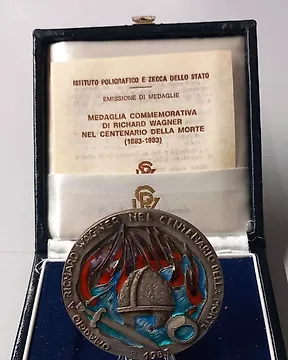 ISTITUTO POLIGRAFICO E ZECCA DELLO STATO
EMISSIONE DI MEDAGLIE
MEDAGLIA COMMEMORATIVA
DI RICHARD WAGNER
NEL CENTENARIO DELLA MORTE
(1883-1983)
OMAGGIO A RICHARD WAGNER NEL CENTENARIO DELLA MORTE